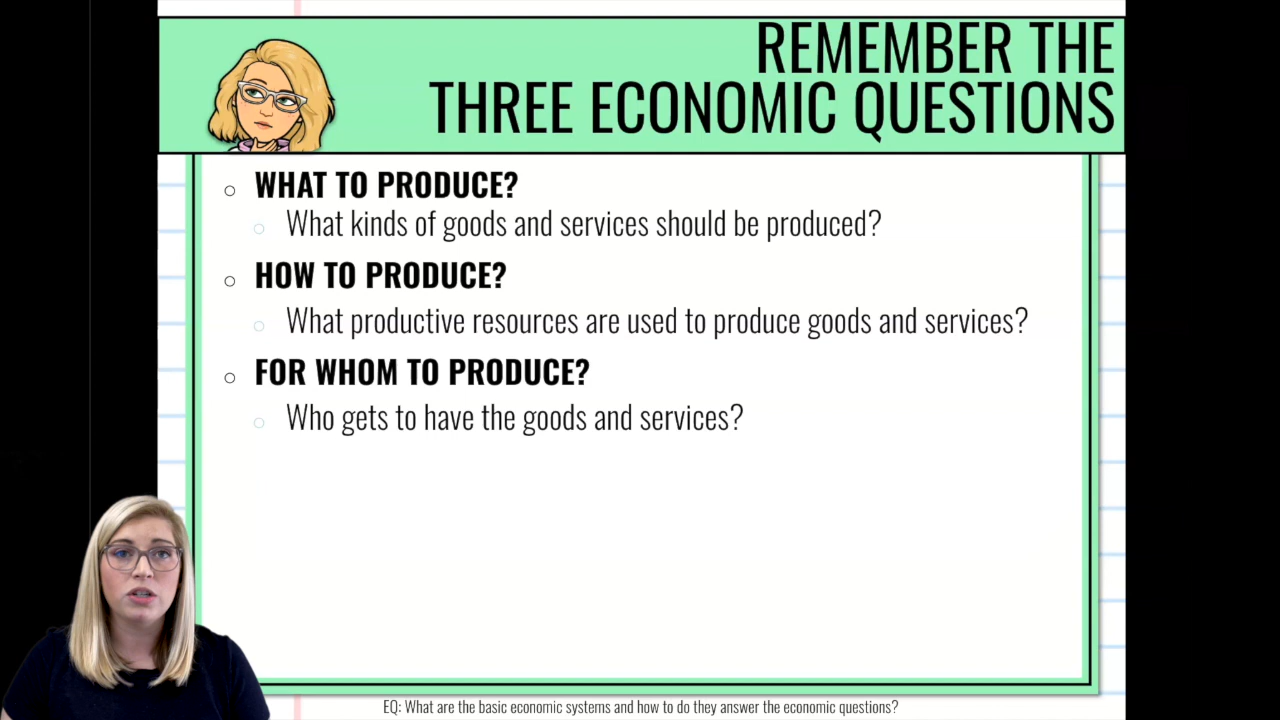 REMEMBER THE
THREE ECONOMIC QUESTIONS
WHAT TO PRODUCE?
What kinds of goods and services should be produced?
HOW TO PRODUCE?
What productive resources are used to produce goods and services?
FOR WHOM TO PRODUCE?
Who gets to have the goods and services?
EQ: What are the basic economic systems and how to do they answer the economic questions?